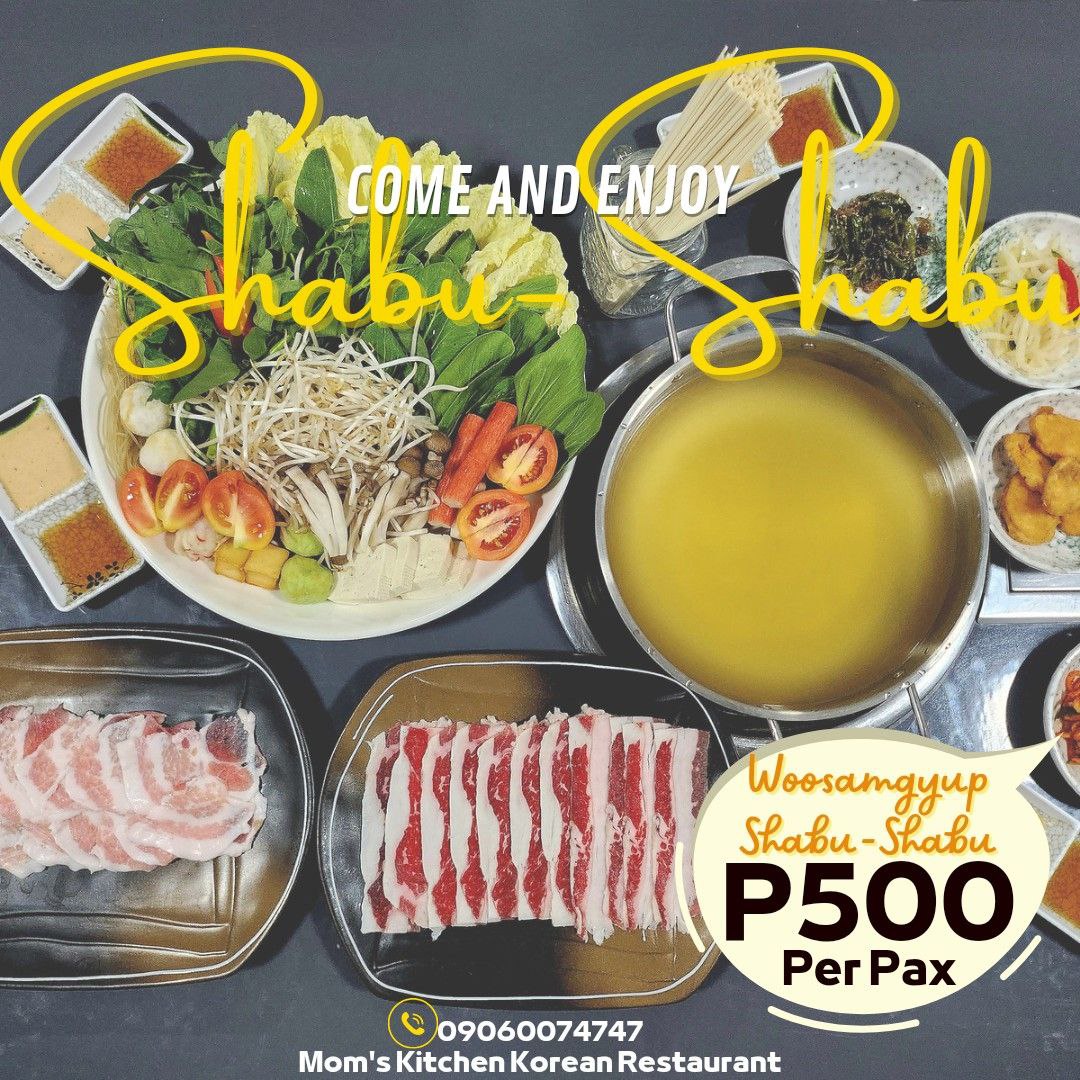 COME AND ENJOY
Shabu-Shabu
Woosamgyup
Shabu-Shabu
P500
Per Pax
09060074747
Mom's Kitchen Korean Restaurant